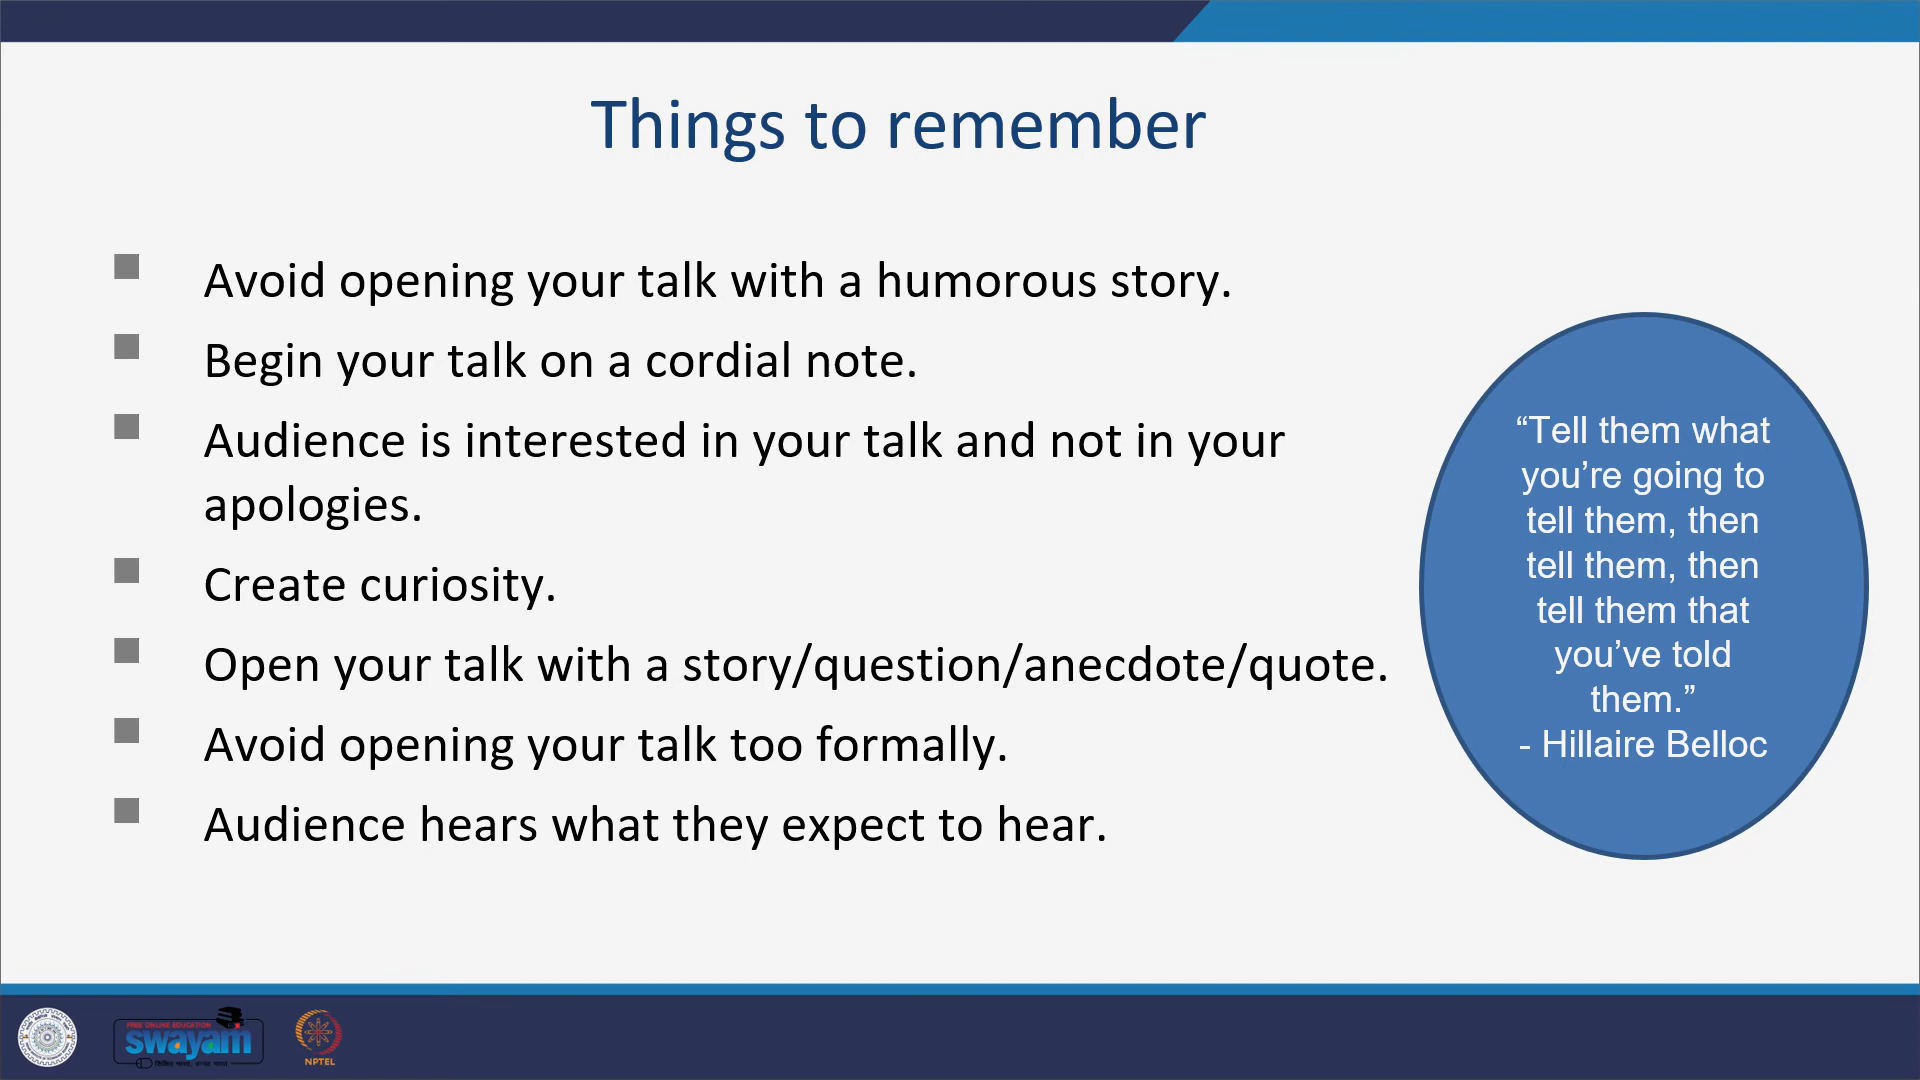 Things to remember
Avoid opening your talk with a humorous story.
Begin your talk on a cordial note.
Audience is interested in your talk and not in your
apologies.
Create curiosity.
Open your talk with a story/question/anecdote/quote.
Avoid opening your talk too formally.
Audience hears what they expect to hear.
“Tell them what
you’re going to
tell them, then
tell them, then
tell them that
you’ve told
them.”
- Hillaire Belloc
FREE ONLINE EDUCATION
swayam
NPTEL